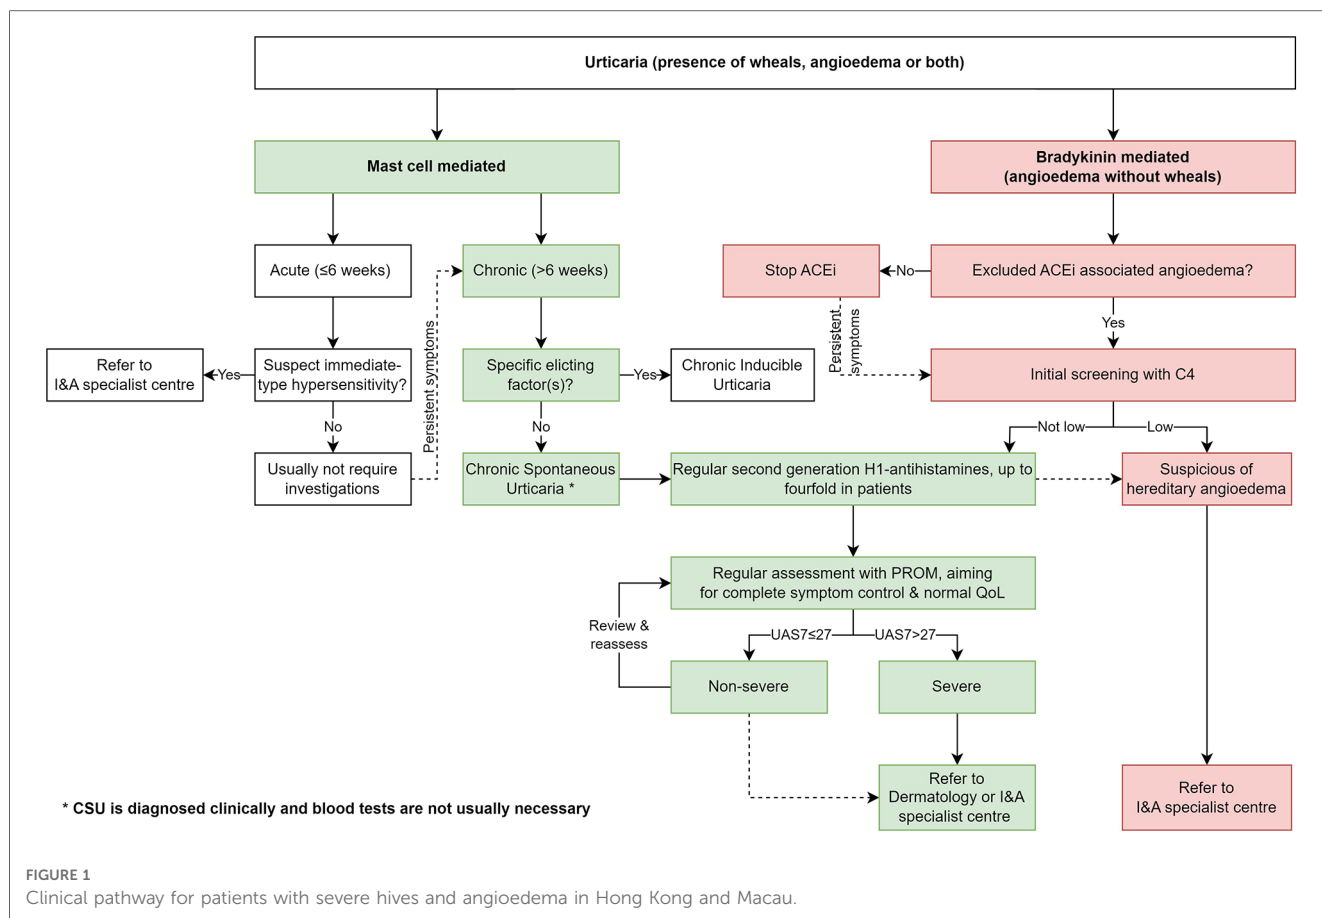 Urticaria (presence of wheals, angioedema or both)
Mast cell mediated
Bradykinin mediated
(angioedema without wheals)
Acute (≤6 weeks)
Chronic (>6 weeks)
Stop ACEi
No
Excluded ACEi associated angioedema?
Persistent symptoms
Persistent
symptoms
Yes
Refer to
I&A specialist centre
Yes
Suspect immediate-
type hypersensitivity?
Specific elicting
factor(s)?
Yes
Chronic Inducible
Urticaria
Initial screening with C4
No
No
Not low
Low
Usually not require
investigations
Chronic Spontaneous
Urticaria *
Regular second generation H1-antihistamines, up to
fourfold in patients
Suspicious of
hereditary angioedema
Regular assessment with PROM, aiming
for complete symptom control & normal QoL
Review &
reassess
UAS7≤27
UAS7>27
Non-severe
Severe
Refer to
Dermatology or I&A
specialist centre
Refer to
I&A specialist centre
* CSU is diagnosed clinically and blood tests are not usually necessary
FIGURE 1
Clinical pathway for patients with severe hives and angioedema in Hong Kong and Macau.